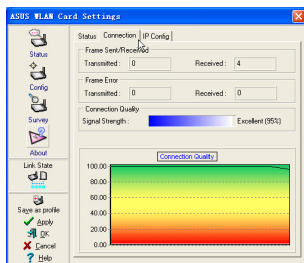 ASUS WLAN Card Settings
Status
Connection
IP Config
Status
Config
Survey
About
Link State
Save as profile
Apply
OK
Cancel
Help
Frame Sent/Received
Transmitted : 0 Received : 4
Frame Error
Transmitted : 0 Received : 0
Connection Quality
Signal Strength : Excellent (95%)
Connection Quality
100.00
80.00
60.00
40.00
20.00
0.00